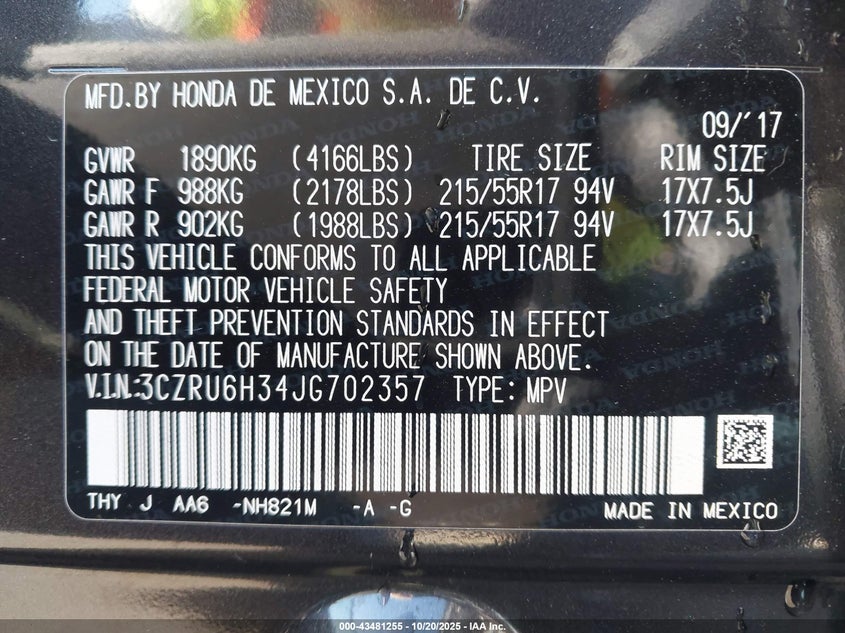 MFD.BY HONDA DE MEXICO S.A. DE C.V.
09/'17
GVWR 1890KG (4166LBS) TIRE SIZE RIM SIZE
GAWR F 988KG (2178LBS) 215/55R17 94V 17X7.5J
GAWR R 902KG (1988LBS) 215/55R17 94V 17X7.5J
THIS VEHICLE CONFORMS TO ALL APPLICABLE
FEDERAL MOTOR VEHICLE SAFETY
AND THEFT PREVENTION STANDARDS IN EFFECT
ON THE DATE OF MANUFACTURE SHOWN ABOVE.
V.I.N:3CZRU6H34JG702357 TYPE: MPV
THY J AA6 -NH821M -A -G MADE IN MEXICO
000-43481255 - 10/20/2025 - IAA Inc.